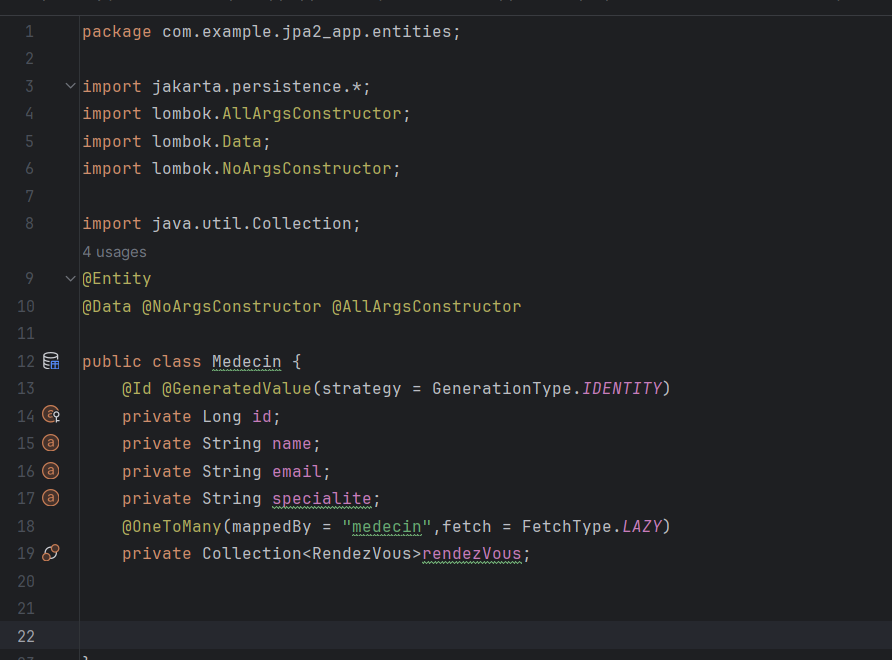 1 package com.example.jpa2_app.entities;
2
3 import jakarta.persistence.*;
4 import lombok.AllArgsConstructor;
5 import lombok.Data;
6 import lombok.NoArgsConstructor;
7
8 import java.util.Collection;
4 usages
9 @Entity
10 @Data @NoArgsConstructor @AllArgsConstructor
11
12 public class Medecin {
13 @Id @GeneratedValue(strategy = GenerationType.IDENTITY)
14 private Long id;
15 private String name;
16 private String email;
17 private String specialite;
18 @OneToMany(mappedBy = "medecin",fetch = FetchType.LAZY)
19 private Collection<RendezVous>rendezVous;
20
21
22